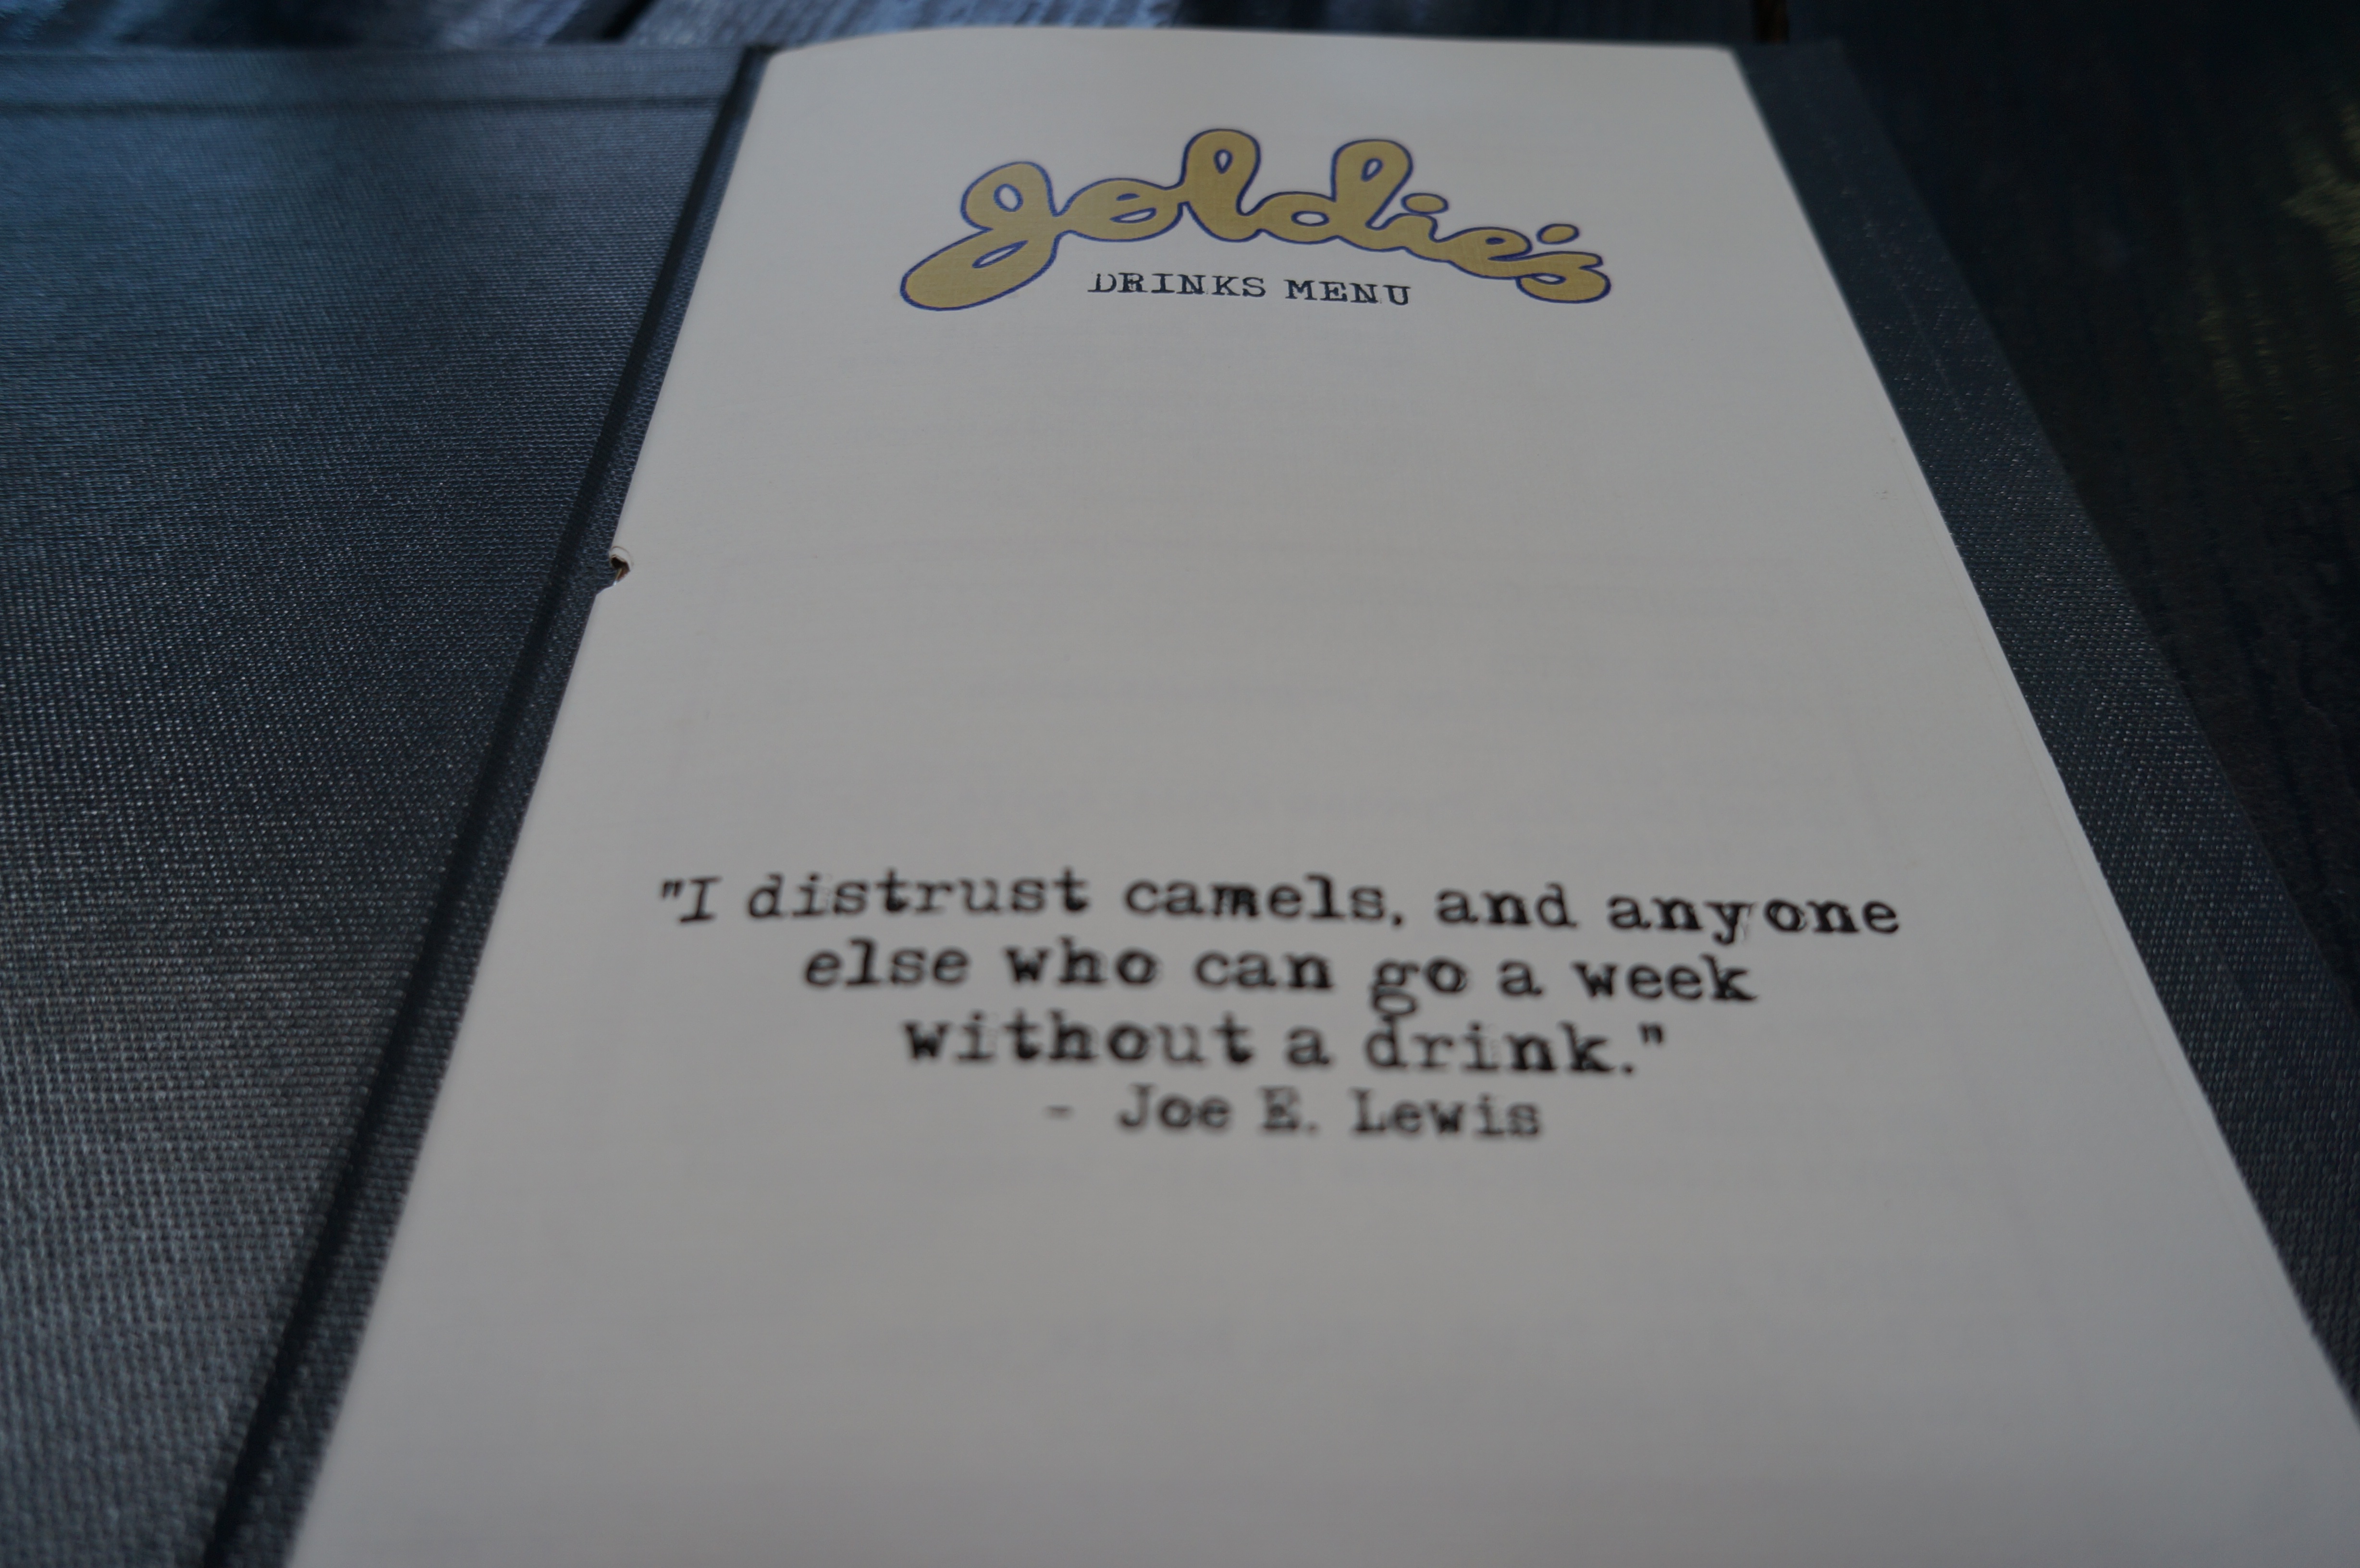 goldie's
DRINKS MENU
"I distrust camels, and anyone
else who can go a week
without a drink."
- Joe E. Lewis